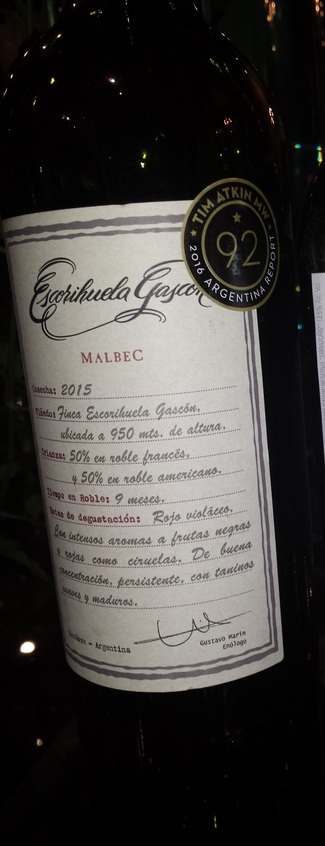 TIM ATKIN MW
92
2016 ARGENTINA REPORT
Escorihuela Gascón
MALBEC
Cosecha: 2015
Viñedo: Finca Escorihuela Gascón,
ubicada a 950 mts. de altura.
Crianza: 50% en roble francés,
y 50% en roble americano.
Tiempo en Roble: 9 meses.
Notas de degustación: Rojo violáceo.
Con intensos aromas a frutas negras
y rojas como ciruelas. De buena
concentración, persistente, con taninos
suaves y maduros.
Mendoza - Argentina
Gustavo Marín
Enólogo